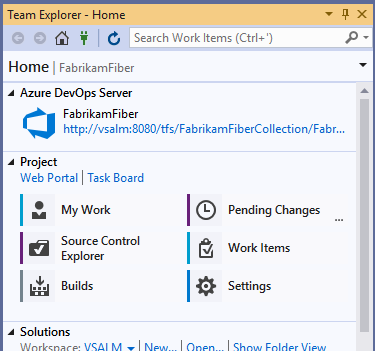 Team Explorer - Home
Search Work Items (Ctrl+')
Home | FabrikamFiber
Azure DevOps Server
FabrikamFiber
http://vsalm:8080/tfs/FabrikamFiberCollection/Fabr...
Project
Web Portal | Task Board
My Work
Pending Changes ...
Source Control
Explorer
Work Items
Builds
Settings
Solutions
Workspace: VSALM | New... | Open... | Show Folder View